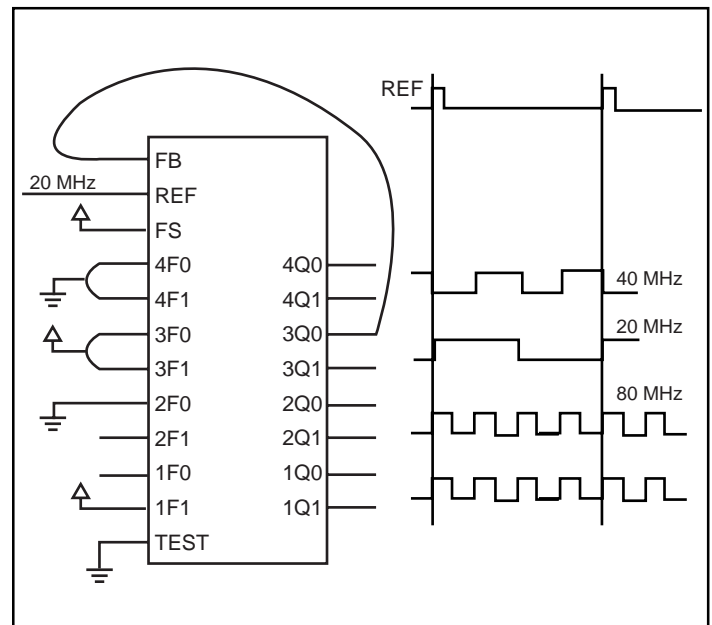 REF
FB
20 MHz
REF
FS
4F0 4Q0
40 MHz
4F1 4Q1
3F0 3Q0
20 MHz
3F1 3Q1
2F0 2Q0
80 MHz
2F1 2Q1
1F0 1Q0
1F1 1Q1
TEST